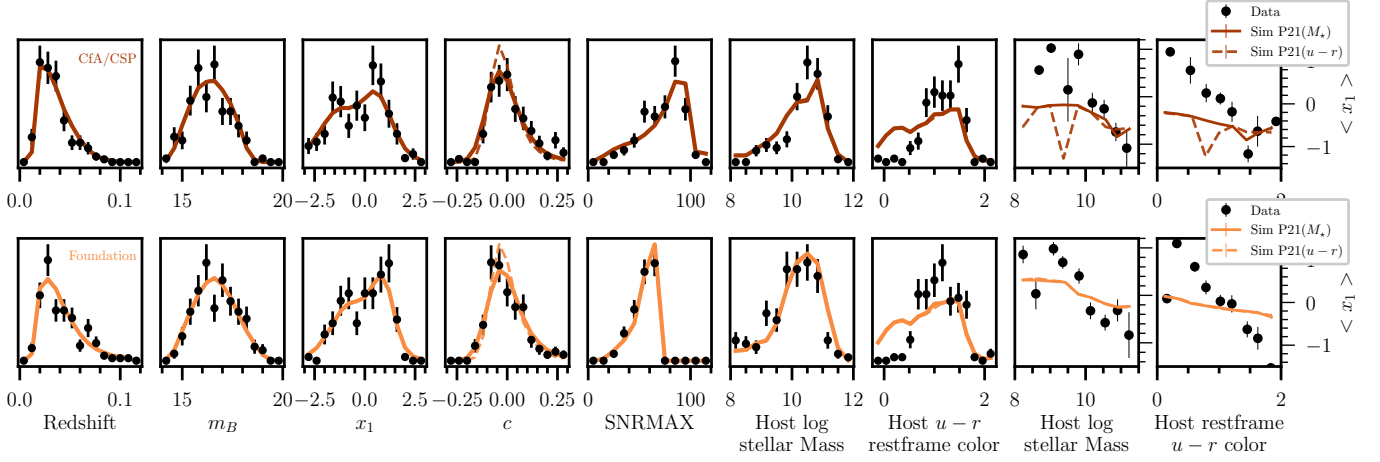 Data
Sim P21(M⋆)
Sim P21(u − r)
CfA/CSP
0
−1
< x₁ >
0.0 0.1
15 20
−2.5 0.0 2.5
−0.25 0.00 0.25
0 100
8 10 12
0 2
8 10
0 2
Data
Sim P21(M⋆)
Sim P21(u − r)
Foundation
0
−1
< x₁ >
0.0 0.1
15 20
−2.5 0.0 2.5
−0.25 0.00 0.25
0 100
8 10 12
0 2
8 10
0 2
Redshift
m_B
x₁
c
SNRMAX
Host log
stellar Mass
Host u − r
restframe color
Host log
stellar Mass
Host restframe
u − r color